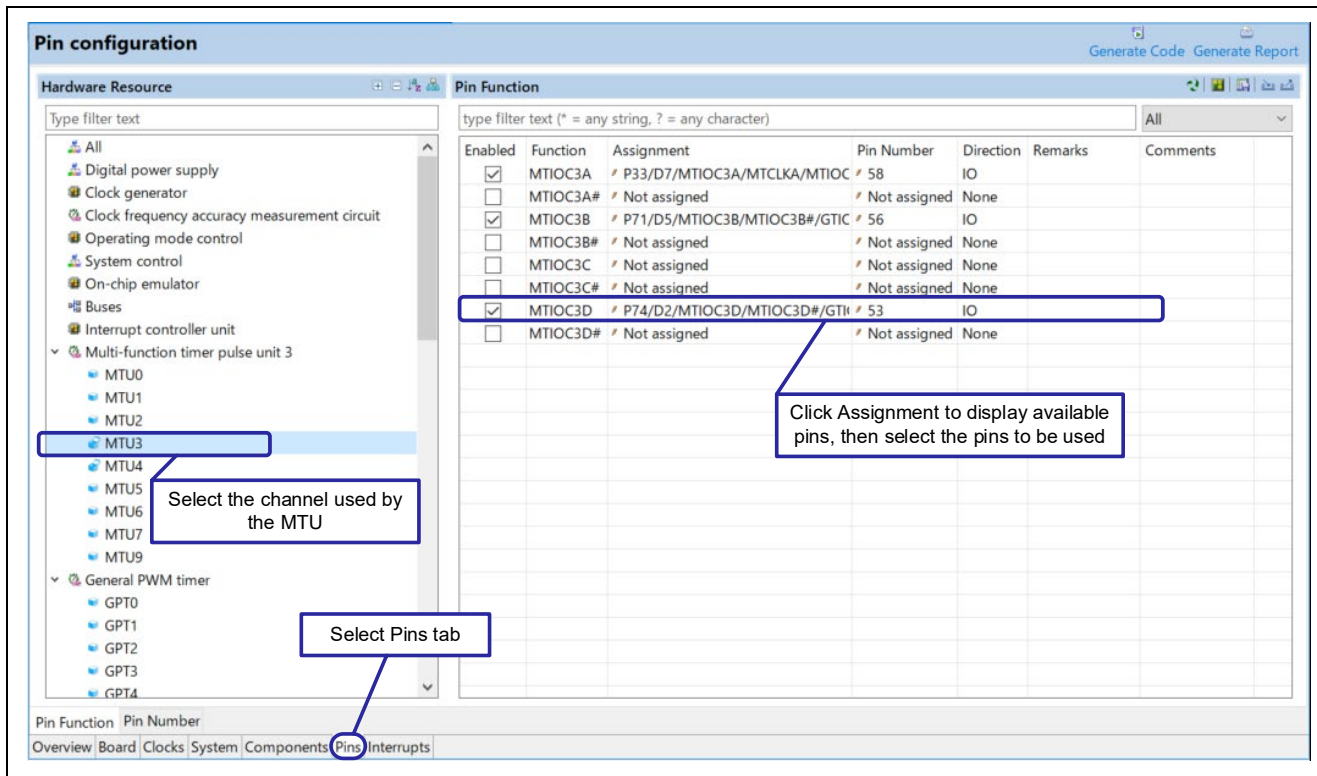 Pin configuration
Generate Code Generate Report
Hardware Resource
Type filter text
All
Digital power supply
Clock generator
Clock frequency accuracy measurement circuit
Operating mode control
System control
On-chip emulator
Buses
Interrupt controller unit
Multi-function timer pulse unit 3
MTU0
MTU1
MTU2
MTU3
MTU4
MTU5
MTU6
MTU7
MTU9
General PWM timer
GPT0
GPT1
GPT2
GPT3
GPT4
Select the channel used by
the MTU
Select Pins tab
Pin Function
type filter text (* = any string, ? = any character) All
Enabled Function Assignment Pin Number Direction Remarks Comments
MTIOC3A P33/D7/MTIOC3A/MTCLKA/MTIOC 58 IO
MTIOC3A# Not assigned Not assigned None
MTIOC3B P71/D5/MTIOC3B/MTIOC3B#/GTIC 56 IO
MTIOC3B# Not assigned Not assigned None
MTIOC3C Not assigned Not assigned None
MTIOC3C# Not assigned Not assigned None
MTIOC3D P74/D2/MTIOC3D/MTIOC3D#/GTI 53 IO
MTIOC3D# Not assigned Not assigned None
Click Assignment to display available
pins, then select the pins to be used
Pin Function Pin Number
Overview Board Clocks System Components Pins Interrupts